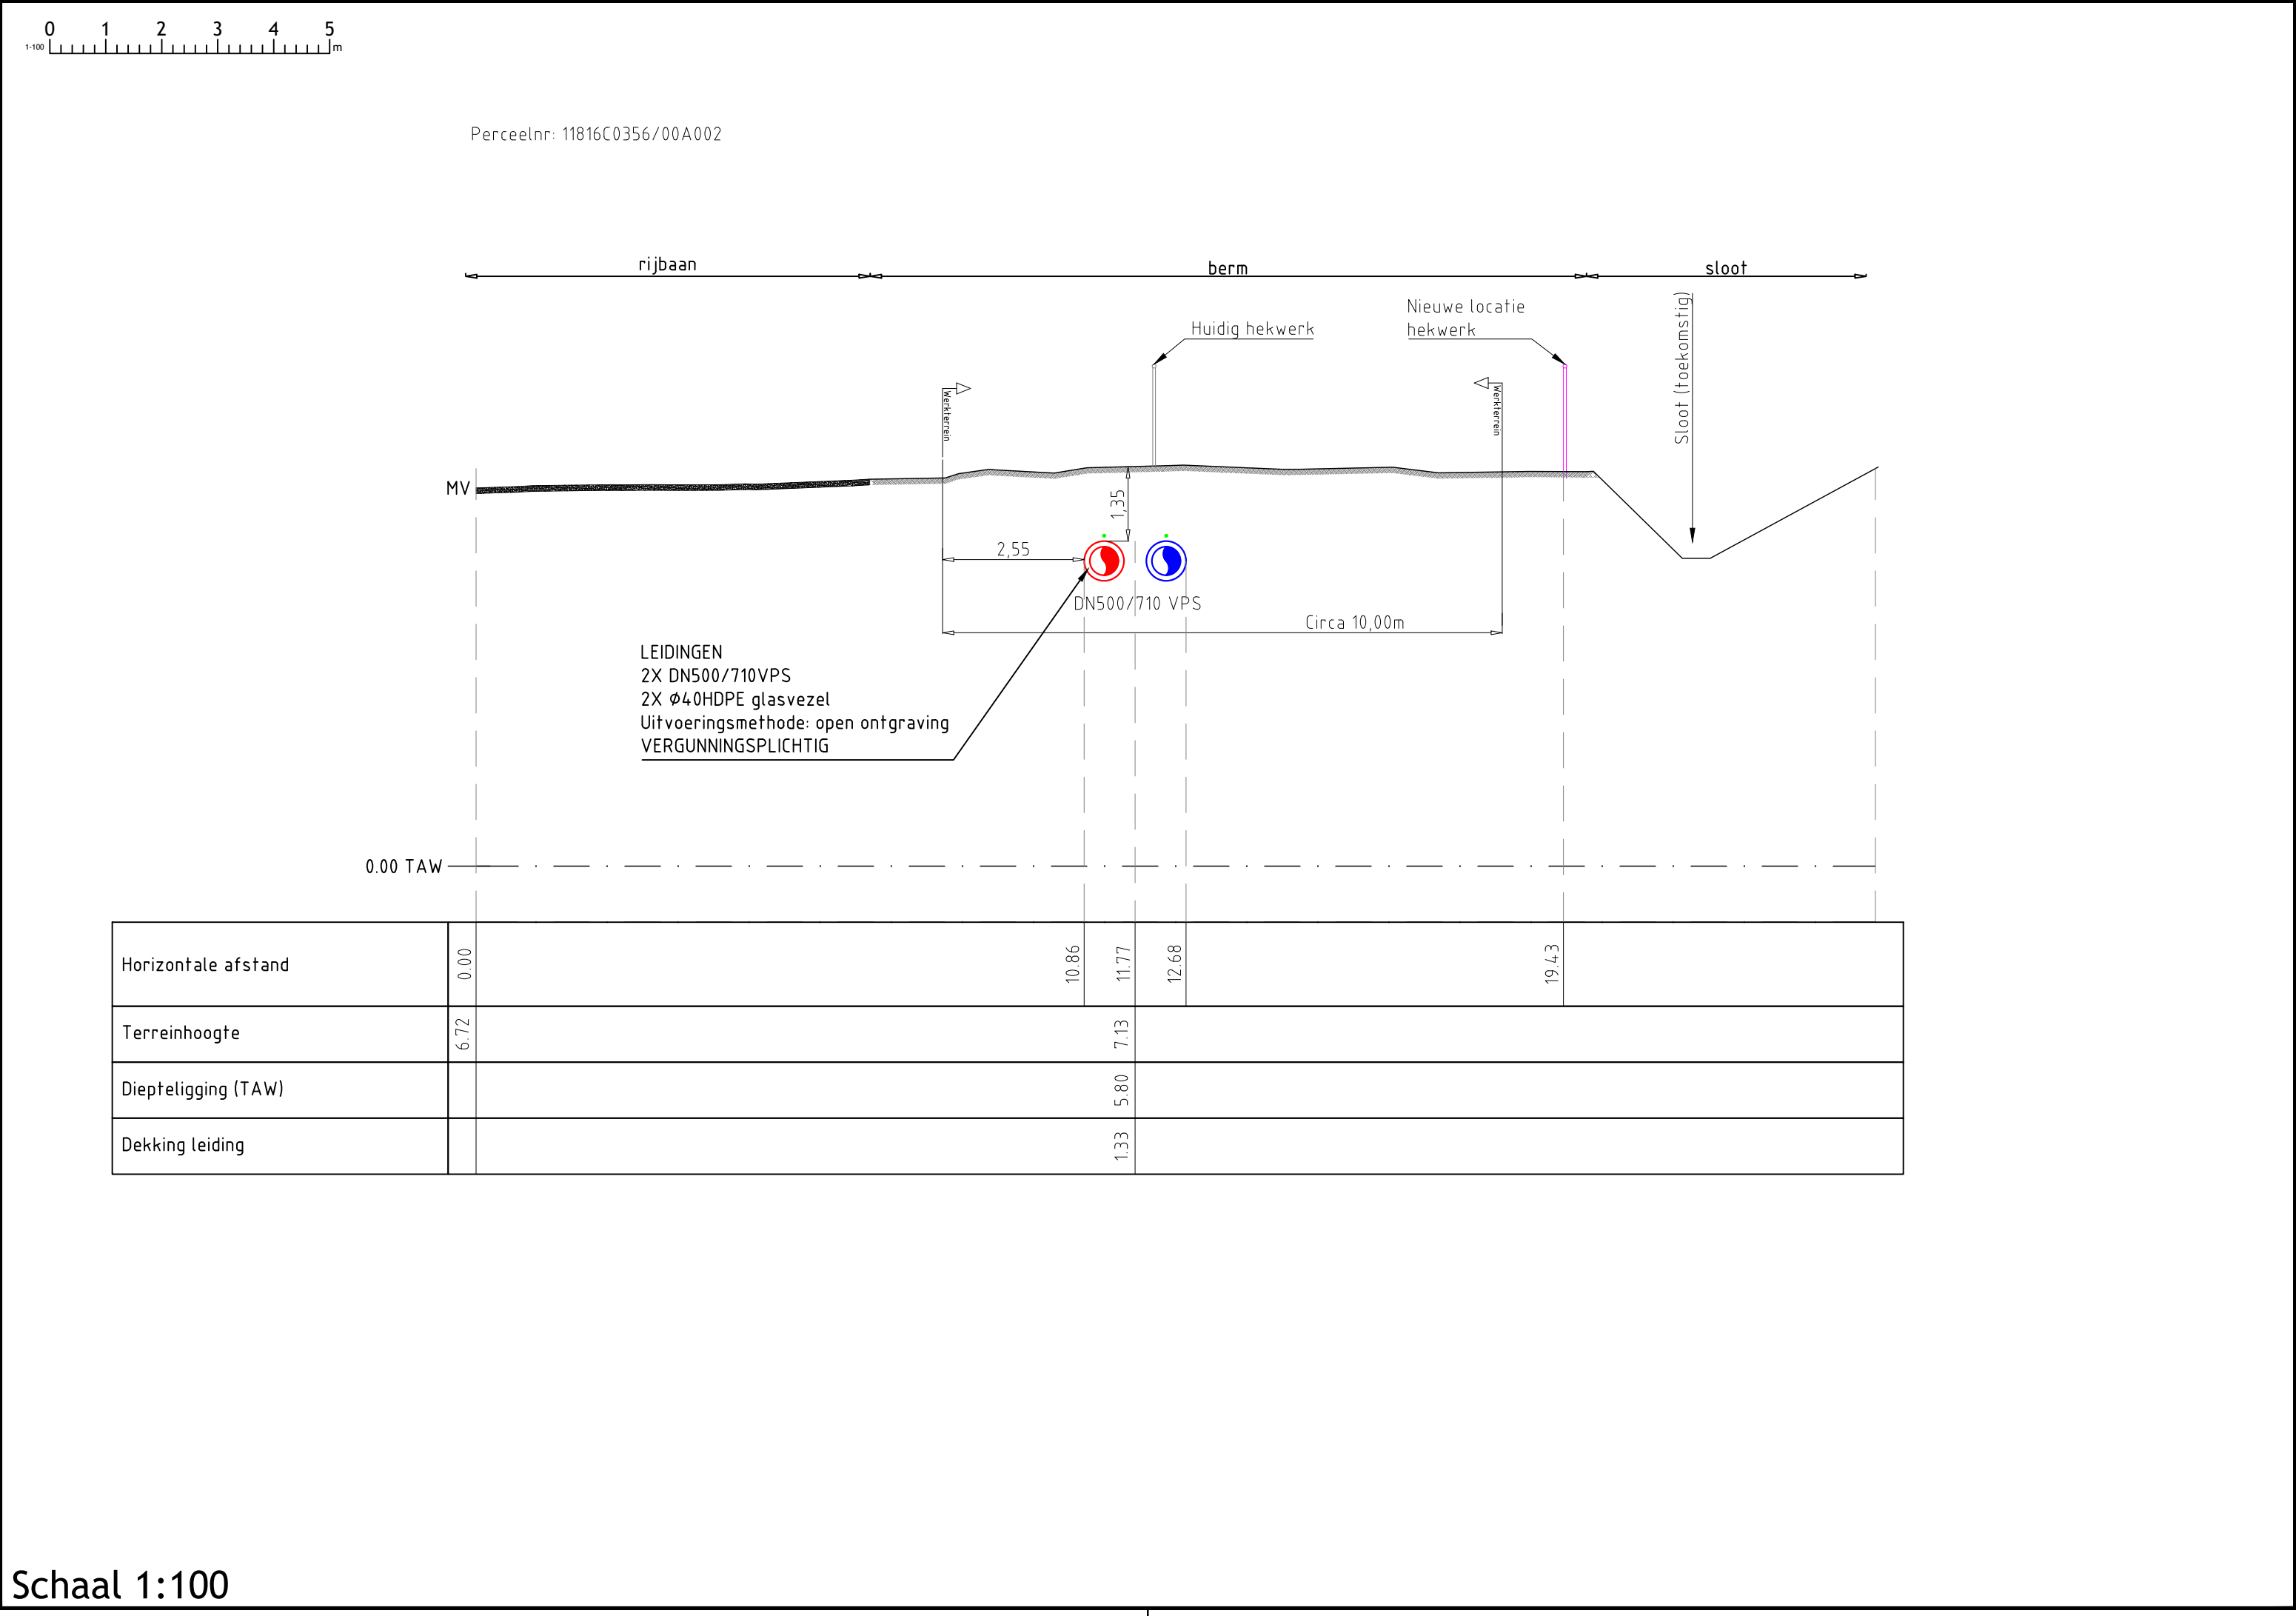 0 1 2 3 4 5
1-100 m
Perceelnr: 11816C0356/00A002
rijbaan
berm
sloot
Huidig hekwerk
Nieuwe locatie
hekwerk
Sloot (toekomstig)
Werkterrein
Werkterrein
MV
1,35
2,55
DN500/710 VPS
Circa 10,00m
LEIDINGEN
2X DN500/710VPS
2X Ø40HDPE glasvezel
Uitvoeringsmethode: open ontgraving
VERGUNNINGSPLICHTIG
0.00 TAW
Horizontale afstand 0.00 10.86 11.77 12.68 19.43
Terreinhoogte 6.72 7.13
Diepteligging (TAW) 5.80
Dekking leiding 1.33
Schaal 1:100